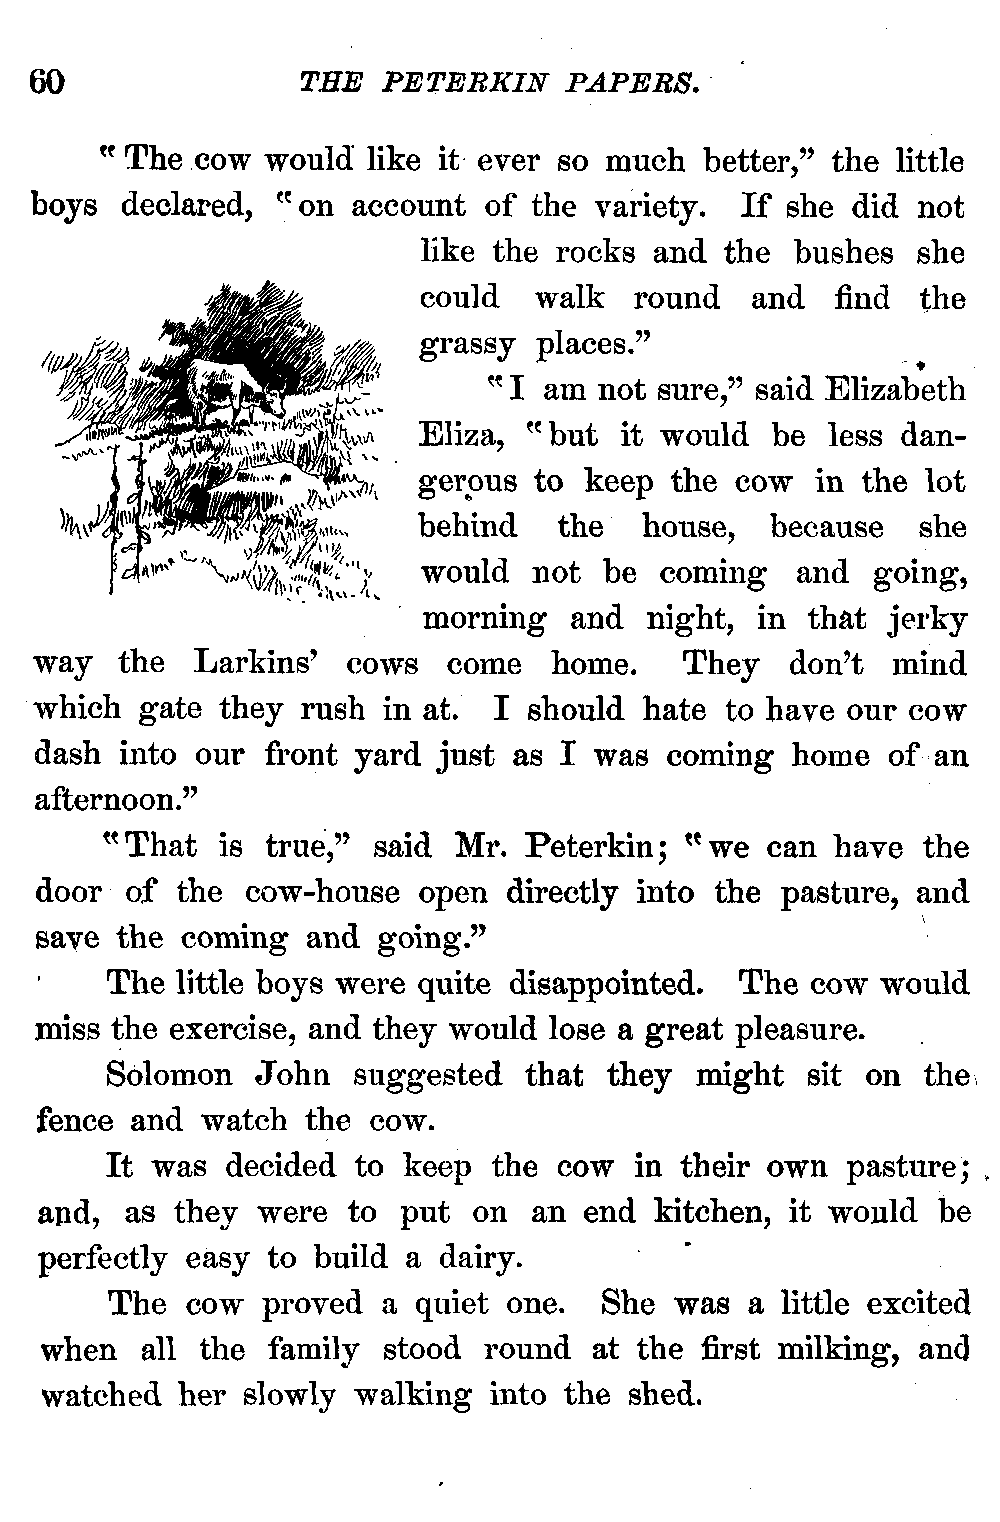 60 THE PETERKIN PAPERS.
"The cow would like it ever so much better," the little
boys declared, "on account of the variety. If she did not
like the rocks and the bushes she
could walk round and find the
grassy places."
"I am not sure," said Elizabeth
Eliza, "but it would be less dan-
gerous to keep the cow in the lot
behind the house, because she
would not be coming and going,
morning and night, in that jerky
way the Larkins' cows come home. They don't mind
which gate they rush in at. I should hate to have our cow
dash into our front yard just as I was coming home of an
afternoon."
"That is true," said Mr. Peterkin; "we can have the
door of the cow-house open directly into the pasture, and
save the coming and going."
The little boys were quite disappointed. The cow would
miss the exercise, and they would lose a great pleasure.
Solomon John suggested that they might sit on the
fence and watch the cow.
It was decided to keep the cow in their own pasture;
and, as they were to put on an end kitchen, it would be
perfectly easy to build a dairy.
The cow proved a quiet one. She was a little excited
when all the family stood round at the first milking, and
watched her slowly walking into the shed.